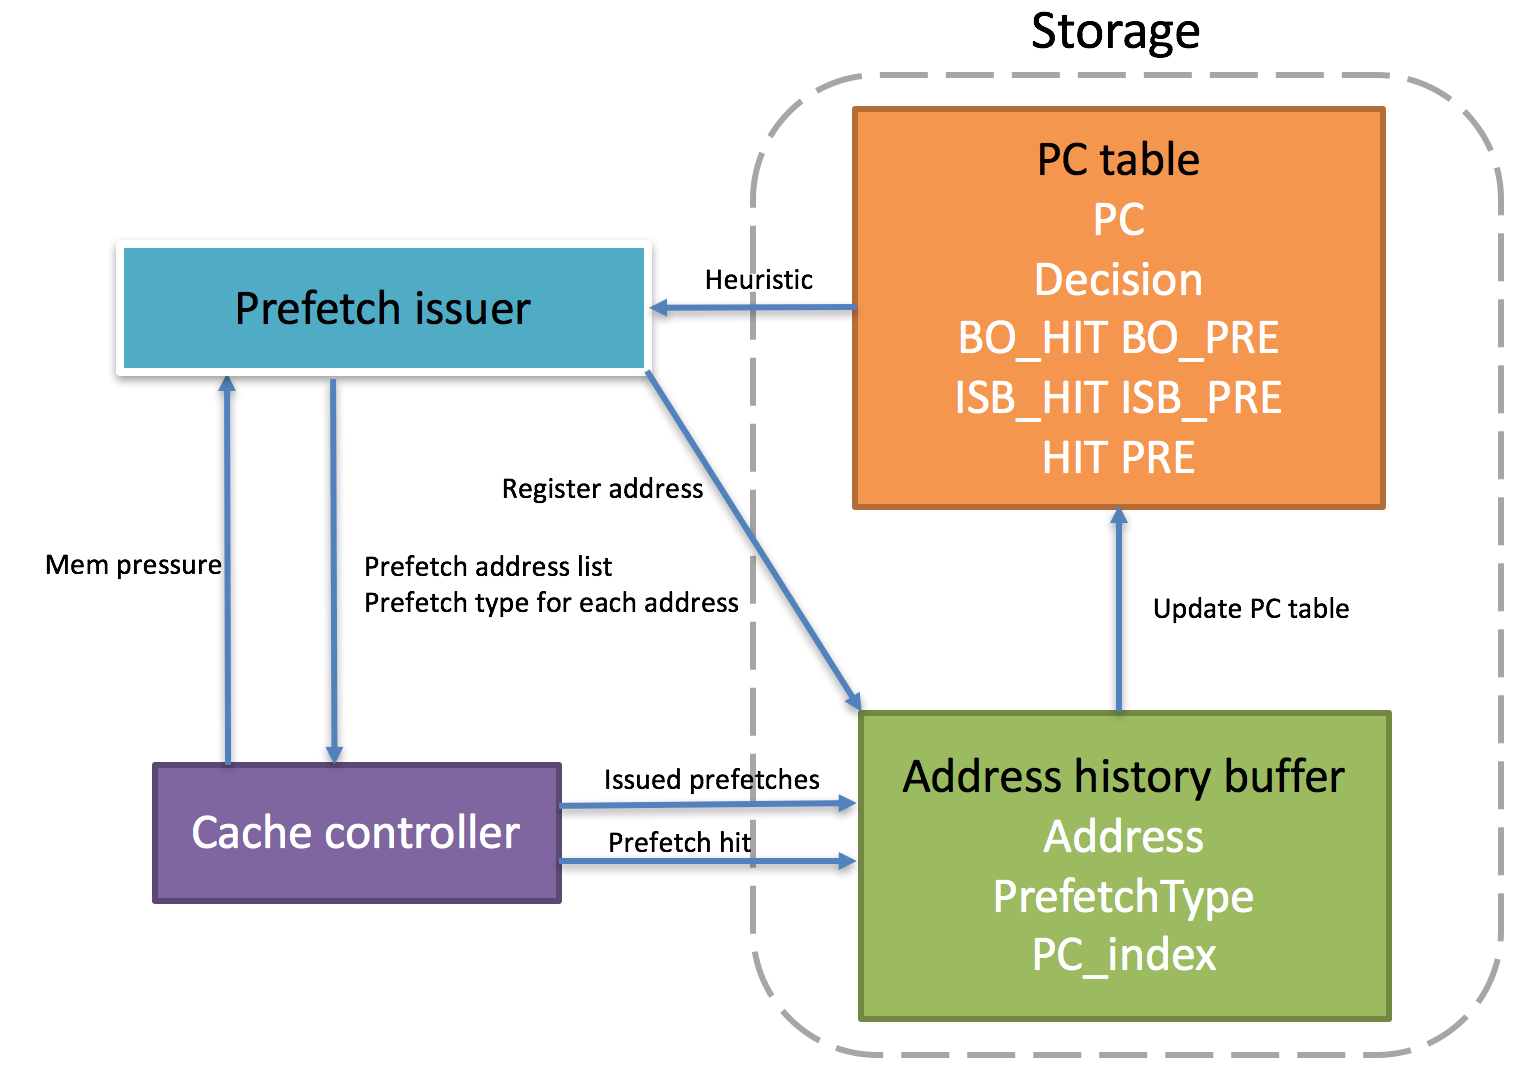 Storage
PC table
PC
Decision
BO_HIT BO_PRE
ISB_HIT ISB_PRE
HIT PRE
Heuristic
Prefetch issuer
Register address
Mem pressure
Prefetch address list
Prefetch type for each address
Update PC table
Issued prefetches
Prefetch hit
Cache controller
Address history buffer
Address
PrefetchType
PC_index